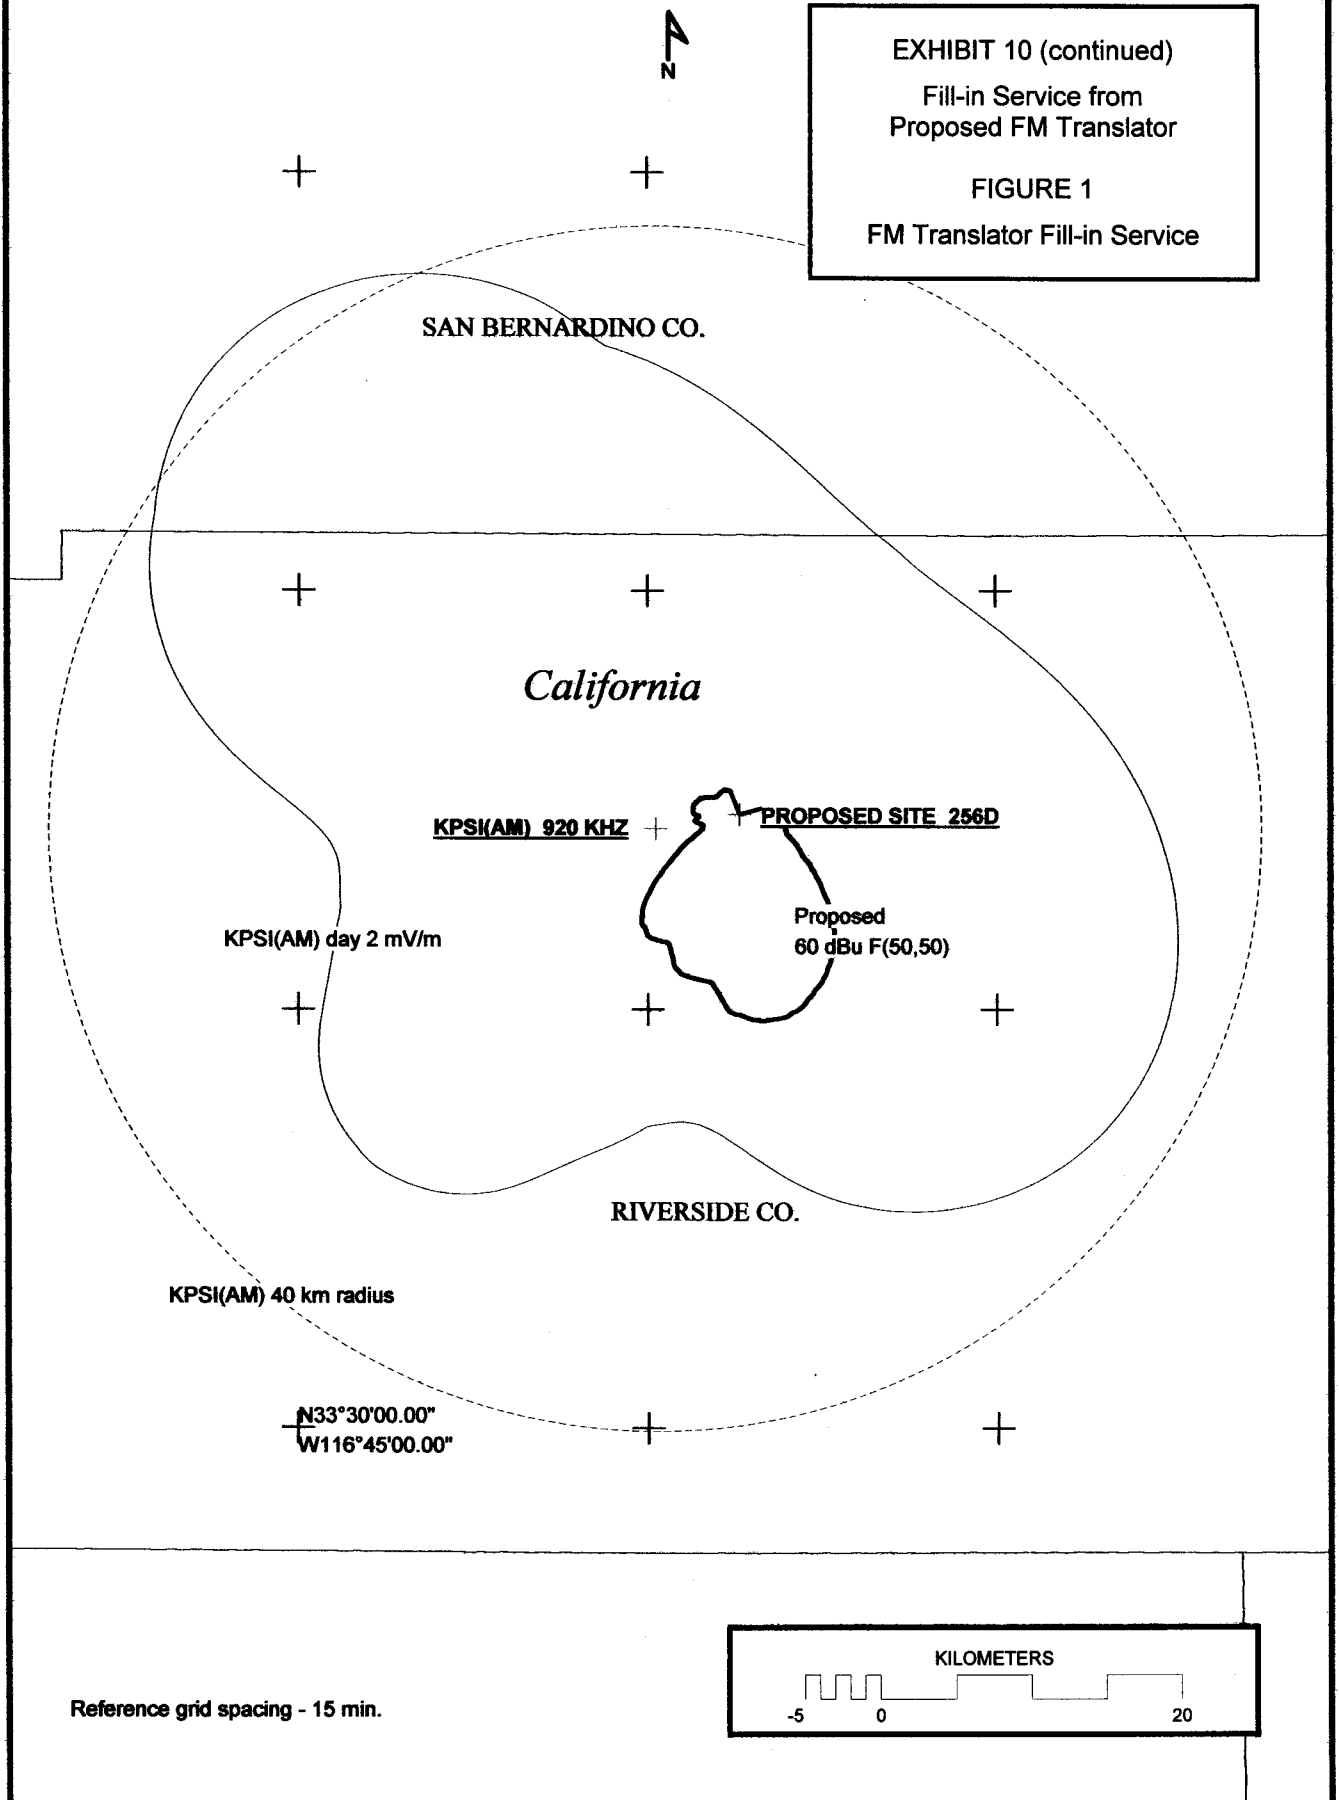 N
EXHIBIT 10 (continued)
Fill-in Service from
Proposed FM Translator
FIGURE 1
FM Translator Fill-in Service
SAN BERNARDINO CO.
California
KPSI(AM) 920 KHZ
PROPOSED SITE 256D
Proposed
60 dBu F(50,50)
KPSI(AM) day 2 mV/m
RIVERSIDE CO.
KPSI(AM) 40 km radius
N33°30'00.00"
W116°45'00.00"
KILOMETERS
-5 0 20
Reference grid spacing - 15 min.